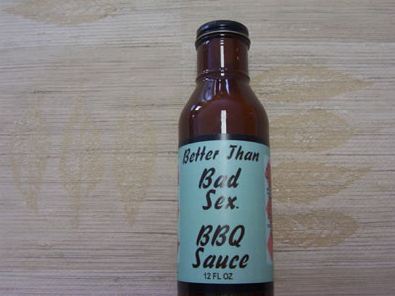 Better Than
Bad
Sex.
BBQ
Sauce
12 FL OZ